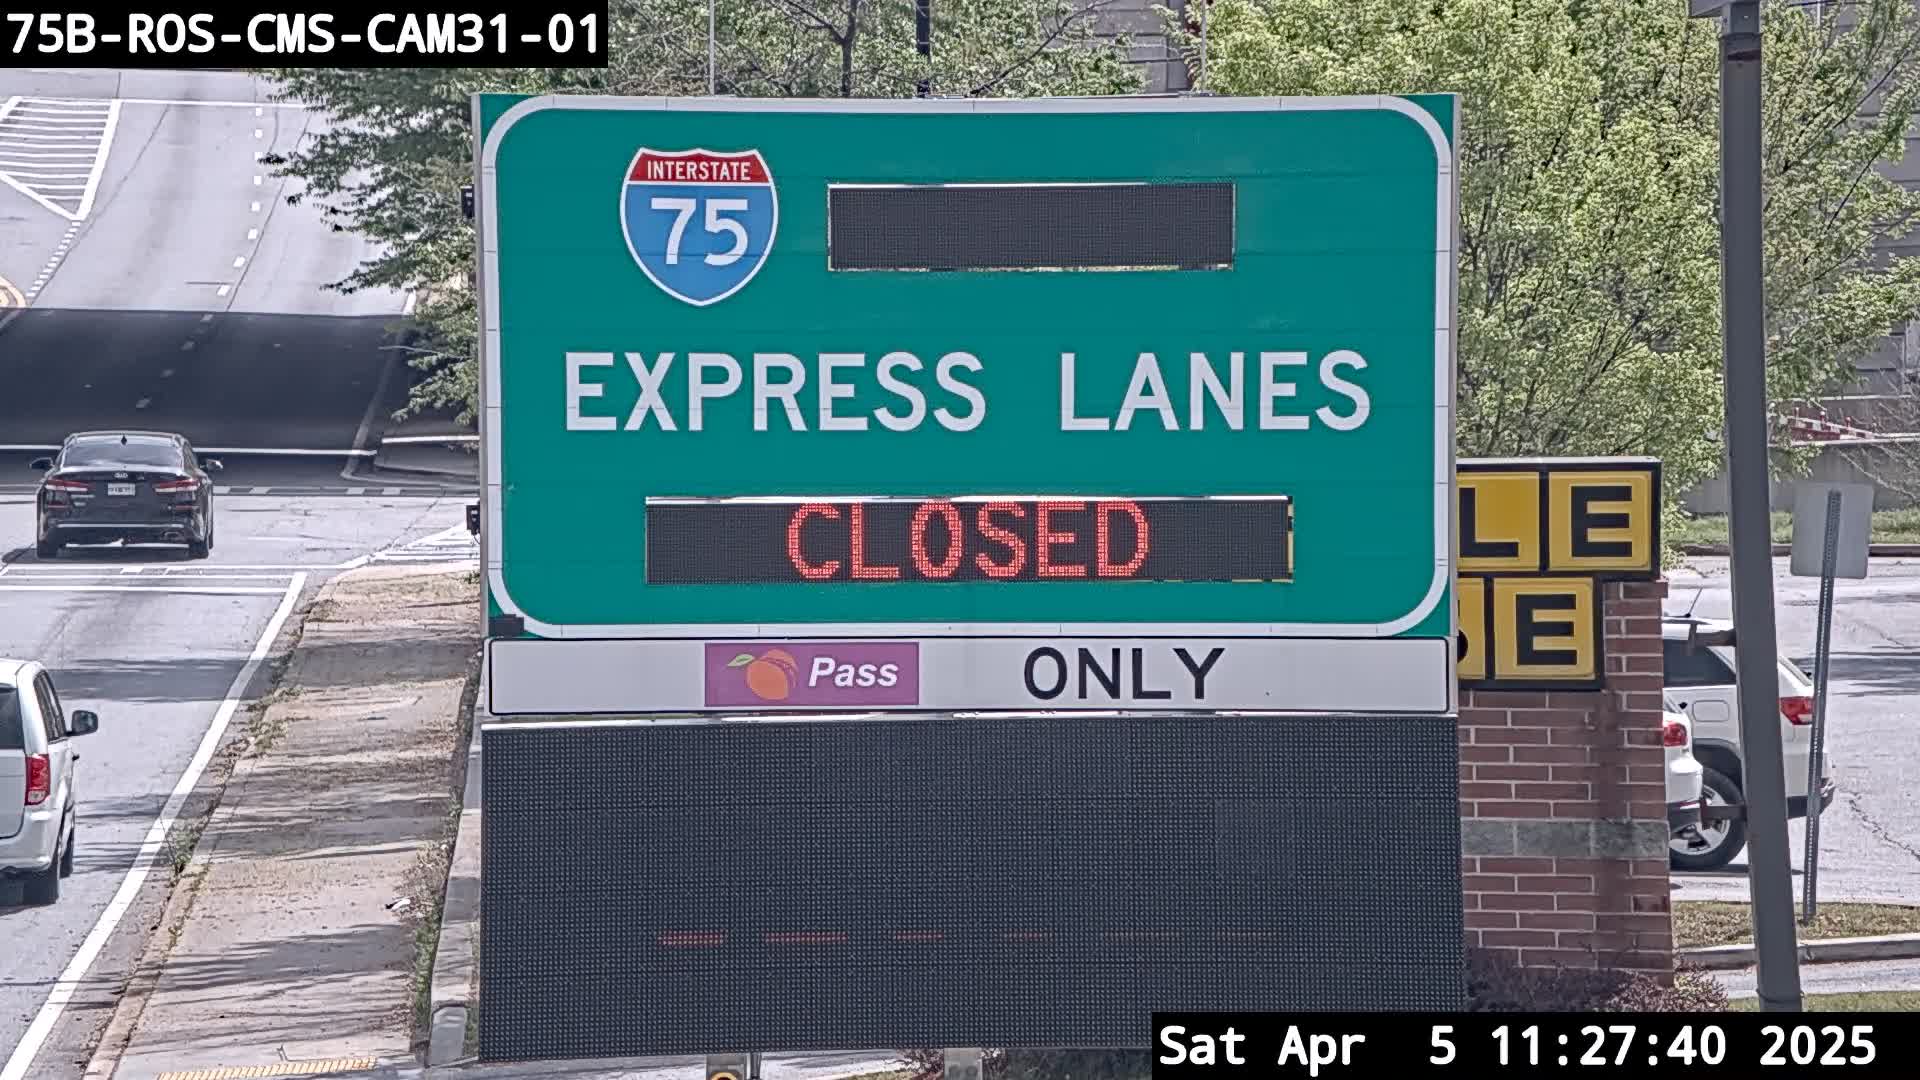 75B-ROS-CMS-CAM31-01
INTERSTATE
75
EXPRESS LANES
CLOSED
Pass ONLY
LE
E
Sat Apr 5 11:27:40 2025